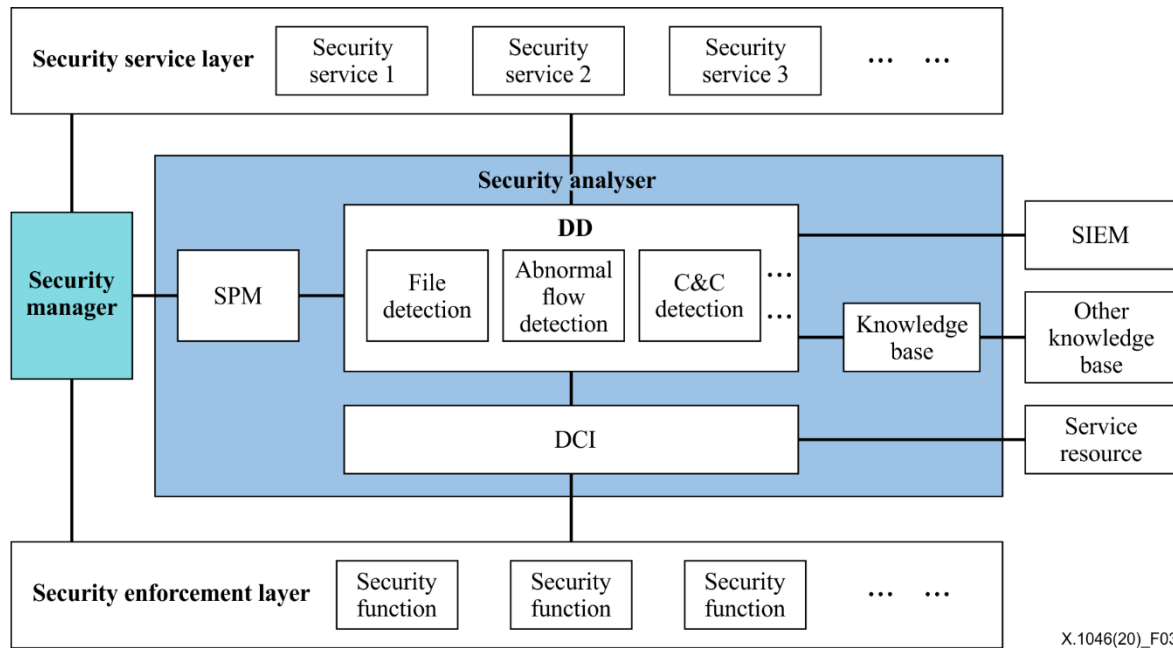 Security service layer
Security
service 1
Security
service 2
Security
service 3
... ...
Security analyser
Security
manager
SPM
DD
File
detection
Abnormal
flow
detection
C&C
detection
...
...
Knowledge
base
SIEM
Other
knowledge
base
DCI
Service
resource
Security enforcement layer
Security
function
Security
function
Security
function
... ...
X.1046(20)_F03